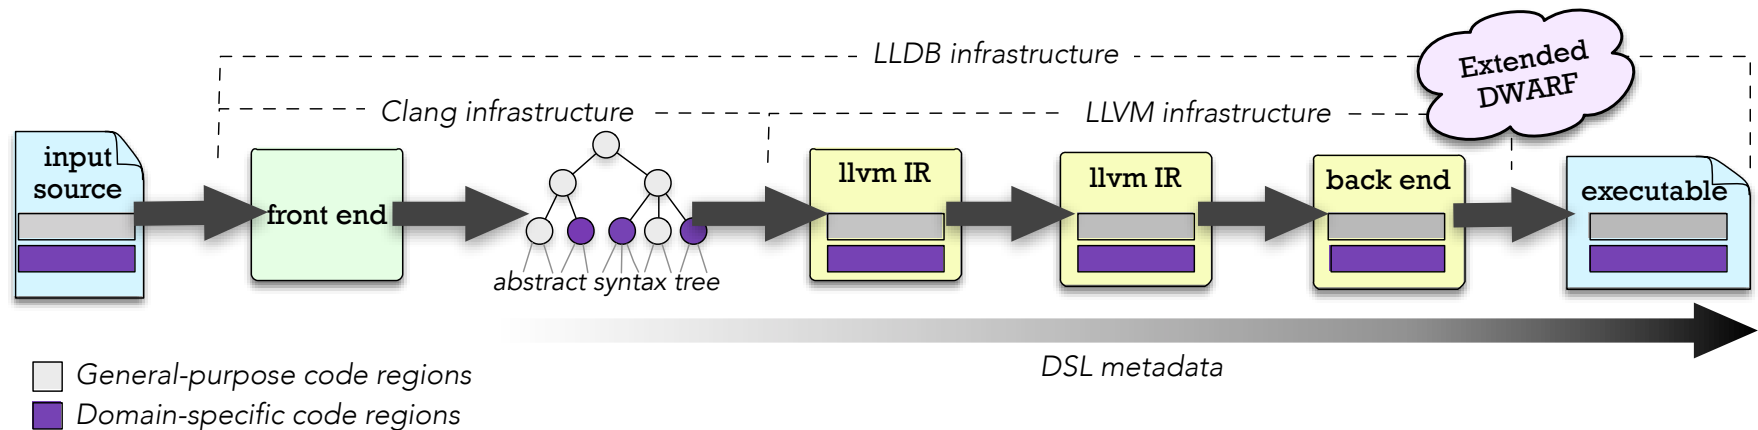 LLDB infrastructure
Extended
DWARF
Clang infrastructure
LLVM infrastructure
input
source
front end
abstract syntax tree
llvm IR
llvm IR
back end
executable
DSL metadata
General-purpose code regions
Domain-specific code regions